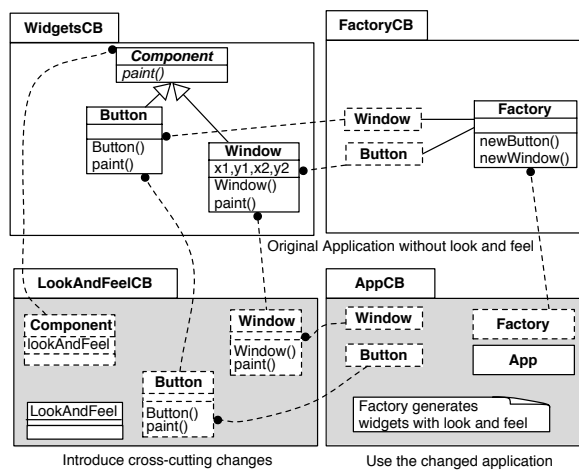 WidgetsCB
Component
paint()
Button
Button()
paint()
Window
x1,y1,x2,y2
Window()
paint()
FactoryCB
Window
Button
Factory
newButton()
newWindow()
Original Application without look and feel
LookAndFeelCB
Component
lookAndFeel
Window
Window()
paint()
Button
Button()
paint()
LookAndFeel
AppCB
Window
Button
Factory
App
Factory generates
widgets with look and feel
Introduce cross-cutting changes
Use the changed application